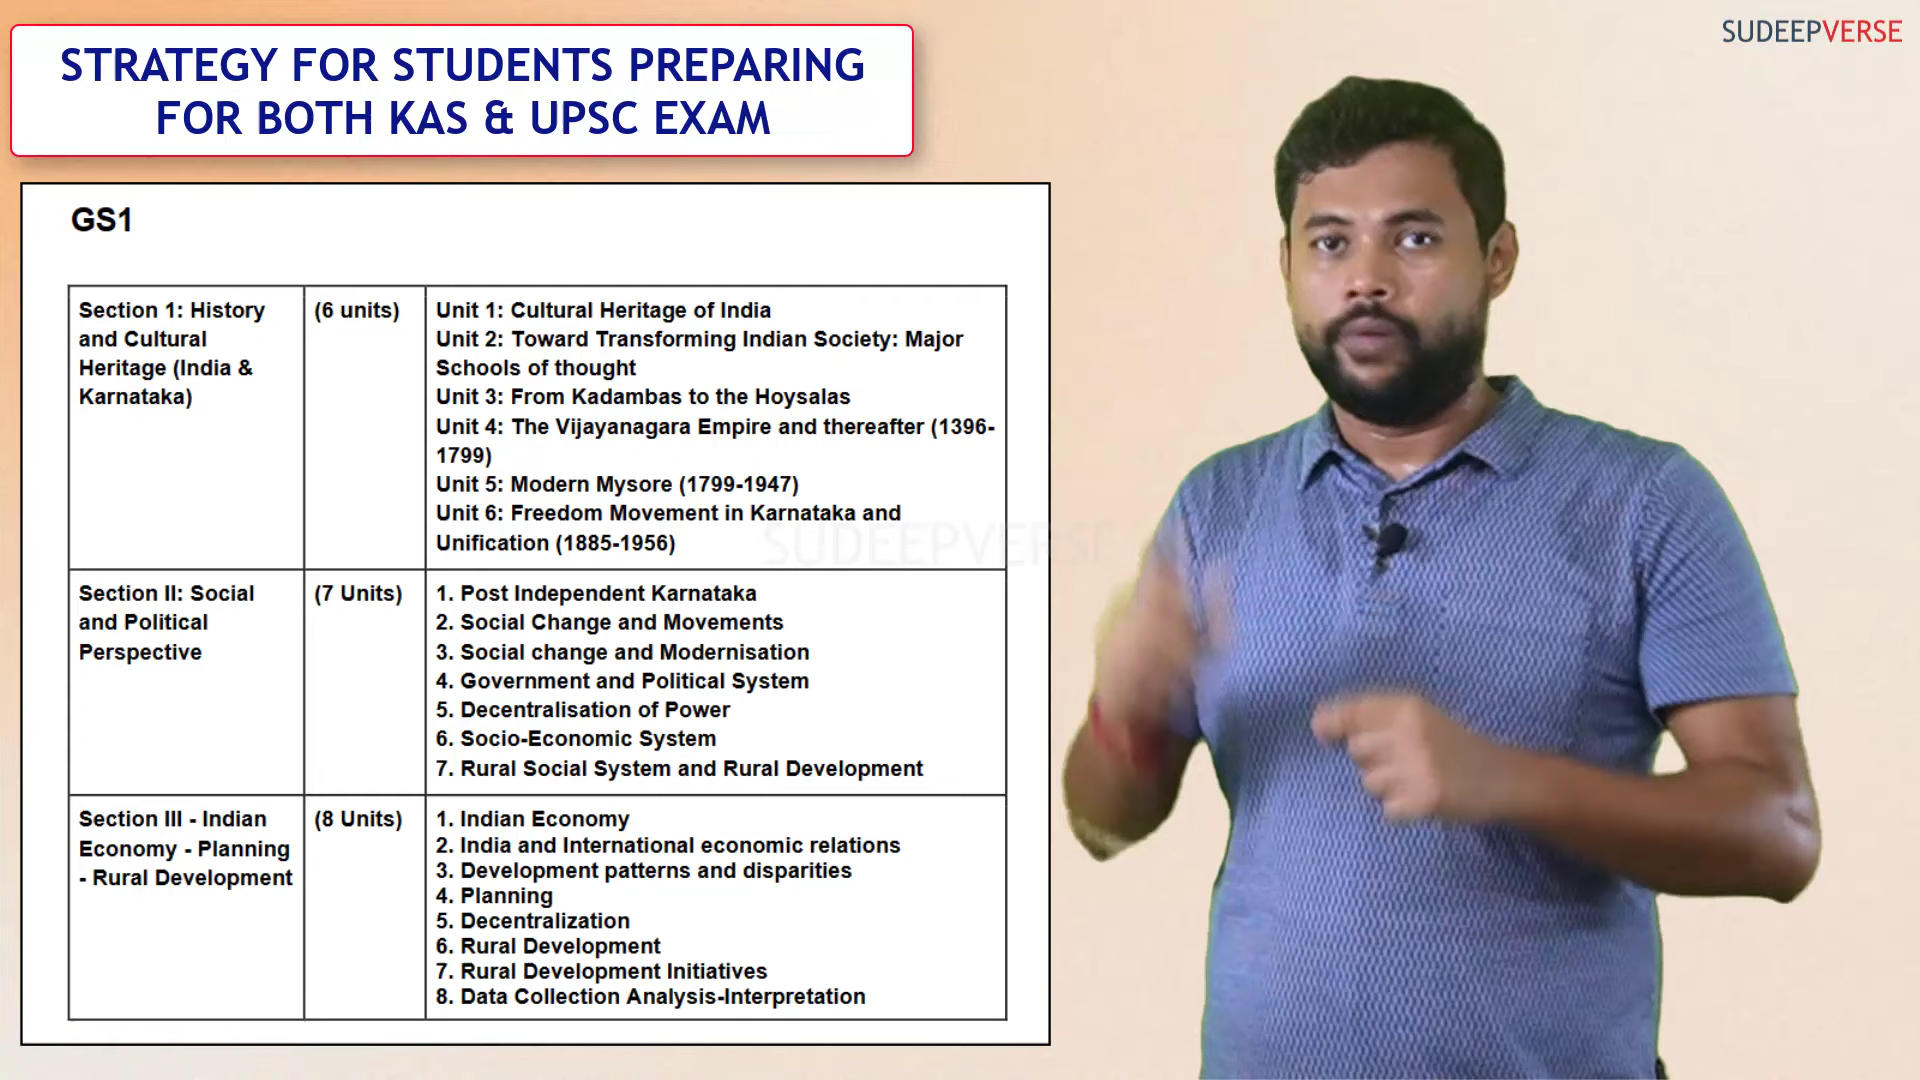 STRATEGY FOR STUDENTS PREPARING
FOR BOTH KAS & UPSC EXAM
SUDEEPVERSE
GS1
Section 1: History
and Cultural
Heritage (India &
Karnataka)
(6 units)
Unit 1: Cultural Heritage of India
Unit 2: Toward Transforming Indian Society: Major
Schools of thought
Unit 3: From Kadambas to the Hoysalas
Unit 4: The Vijayanagara Empire and thereafter (1396-
1799)
Unit 5: Modern Mysore (1799-1947)
Unit 6: Freedom Movement in Karnataka and
Unification (1885-1956)
SUDEEPVERSE
Section II: Social
and Political
Perspective
(7 Units)
1. Post Independent Karnataka
2. Social Change and Movements
3. Social change and Modernisation
4. Government and Political System
5. Decentralisation of Power
6. Socio-Economic System
7. Rural Social System and Rural Development
Section III - Indian
Economy - Planning
- Rural Development
(8 Units)
1. Indian Economy
2. India and International economic relations
3. Development patterns and disparities
4. Planning
5. Decentralization
6. Rural Development
7. Rural Development Initiatives
8. Data Collection Analysis-Interpretation